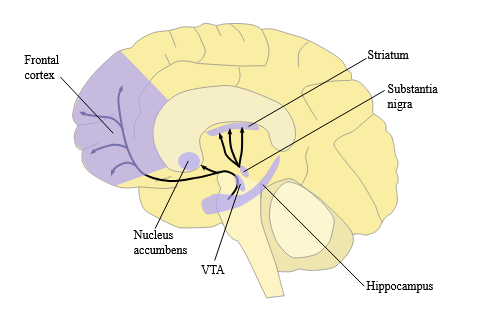 Frontal
cortex
Striatum
Substantia
nigra
Nucleus
accumbens
VTA
Hippocampus